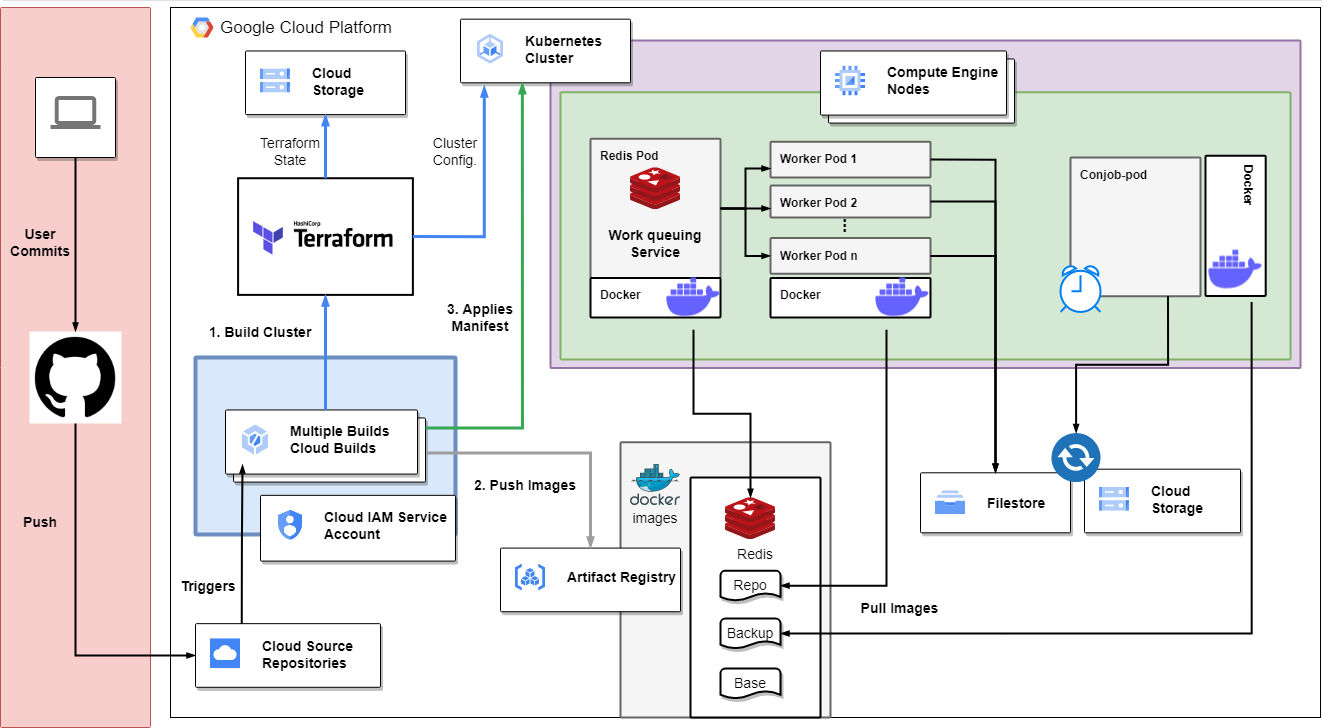 Google Cloud Platform
Cloud
Storage
Kubernetes
Cluster
Compute Engine
Nodes
Terraform
State
Cluster
Config.
HashiCorp
Terraform
User
Commits
1. Build Cluster
3. Applies
Manifest
Redis Pod
Work queuing
Service
Docker
Worker Pod 1
Worker Pod 2
Worker Pod n
Docker
Conjob-pod
Docker
Multiple Builds
Cloud Builds
Cloud IAM Service
Account
2. Push Images
Push
Triggers
Cloud Source
Repositories
Artifact Registry
docker
images
Redis
Repo
Backup
Base
Pull Images
Filestore
Cloud
Storage